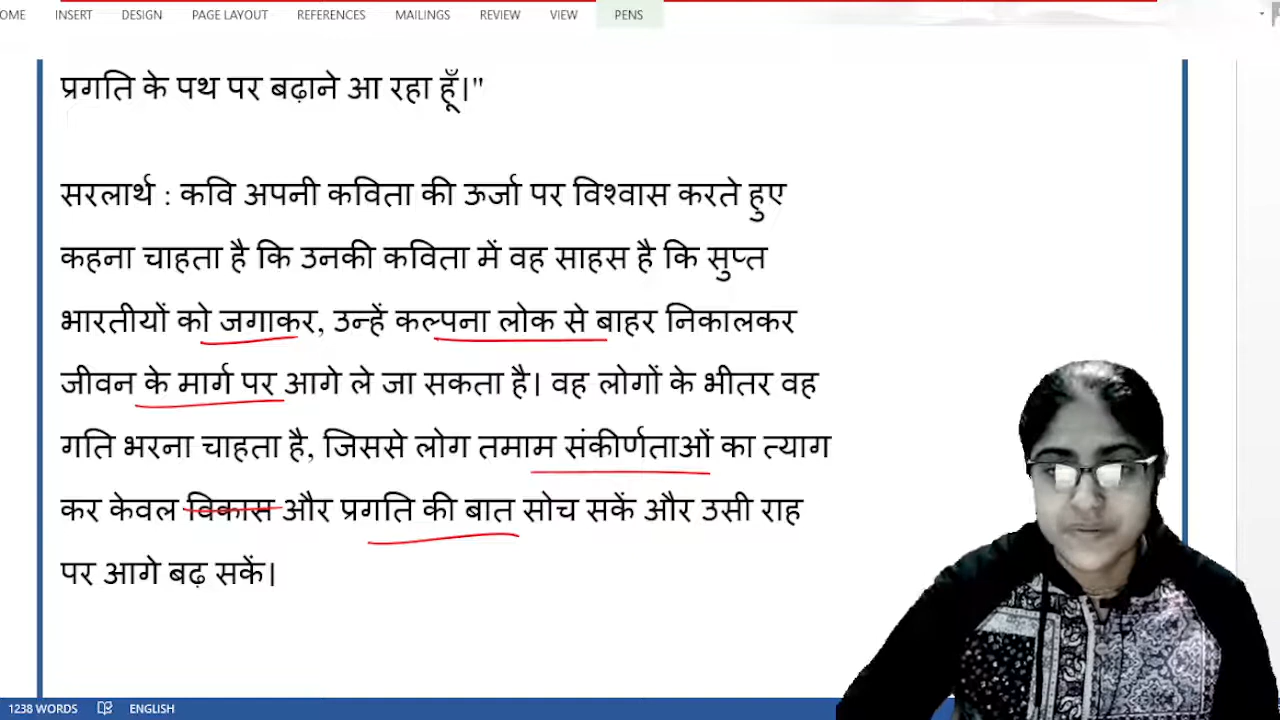 OME INSERT DESIGN PAGE LAYOUT REFERENCES MAILINGS REVIEW VIEW PENS
प्रगति के पथ पर बढ़ाने आ रहा हूँ।"
सरलार्थ : कवि अपनी कविता की ऊर्जा पर विश्वास करते हुए
कहना चाहता है कि उनकी कविता में वह साहस है कि सुप्त
भारतीयों को जगाकर, उन्हें कल्पना लोक से बाहर निकालकर
जीवन के मार्ग पर आगे ले जा सकता है। वह लोगों के भीतर वह
गति भरना चाहता है, जिससे लोग तमाम संकीर्णताओं का त्याग
कर केवल विकास और प्रगति की बात सोच सकें और उसी राह
पर आगे बढ़ सकें।
1238 WORDS ENGLISH